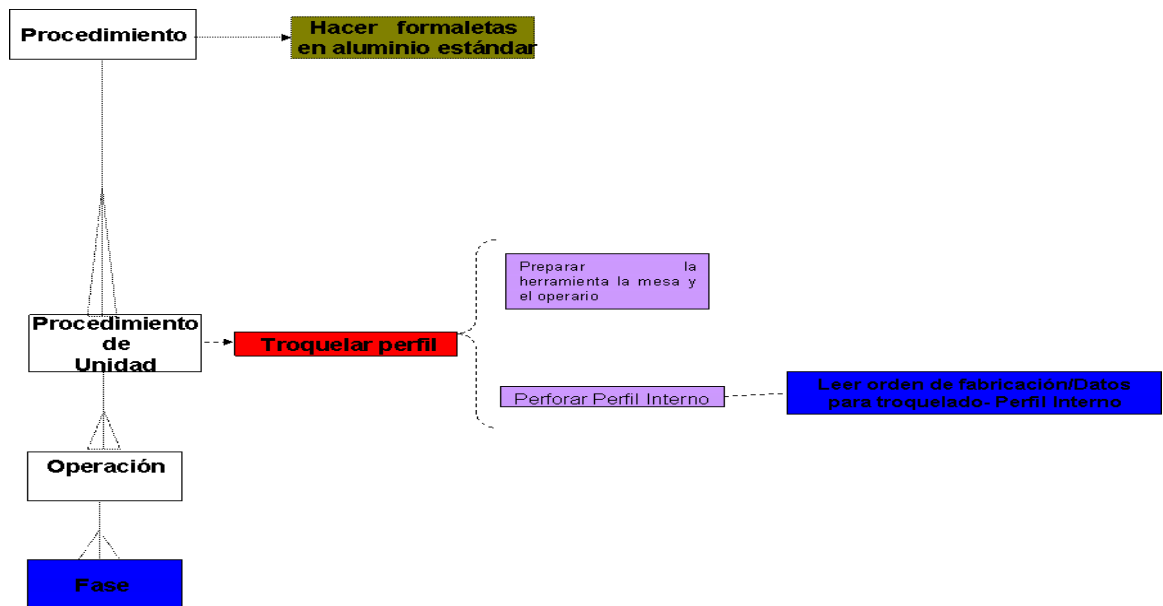 Procedimiento
Hacer formaletas
en aluminio estándar
Preparar la
herramienta la mesa y
el operario
Procedimiento
de
Unidad
Troquelar perfil
Perforar Perfil Interno
Leer orden de fabricación/Datos
para troquelado- Perfil Interno
Operación
Fase